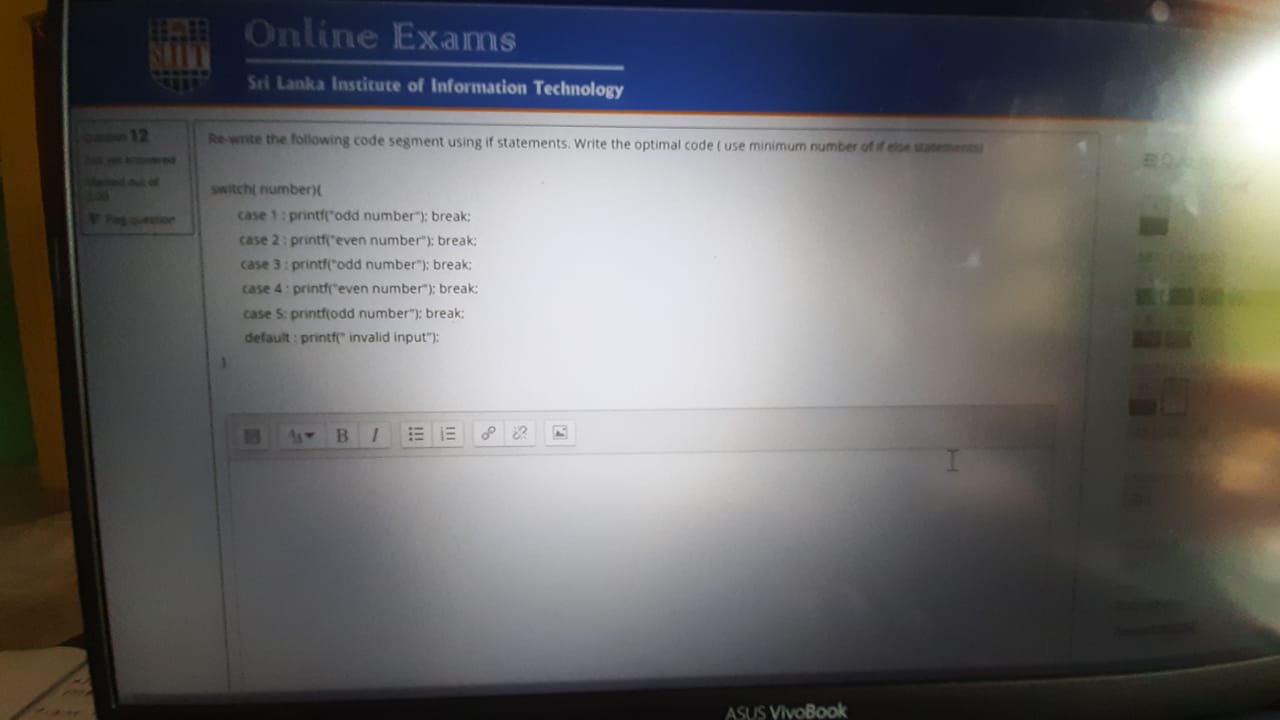 SLIIT
Online Exams
Sri Lanka Institute of Information Technology
Question 12
Not yet answered
Marked out of
Flag question
Re-write the following code segment using if statements. Write the optimal code ( use minimum number of if else statements)
switch( number){
case 1 : printf("odd number"); break;
case 2 : printf("even number"); break;
case 3 : printf("odd number"); break;
case 4 : printf("even number"); break;
case 5: printf(odd number"); break;
default : printf(" invalid input");
}
B I
ASUS VivoBook